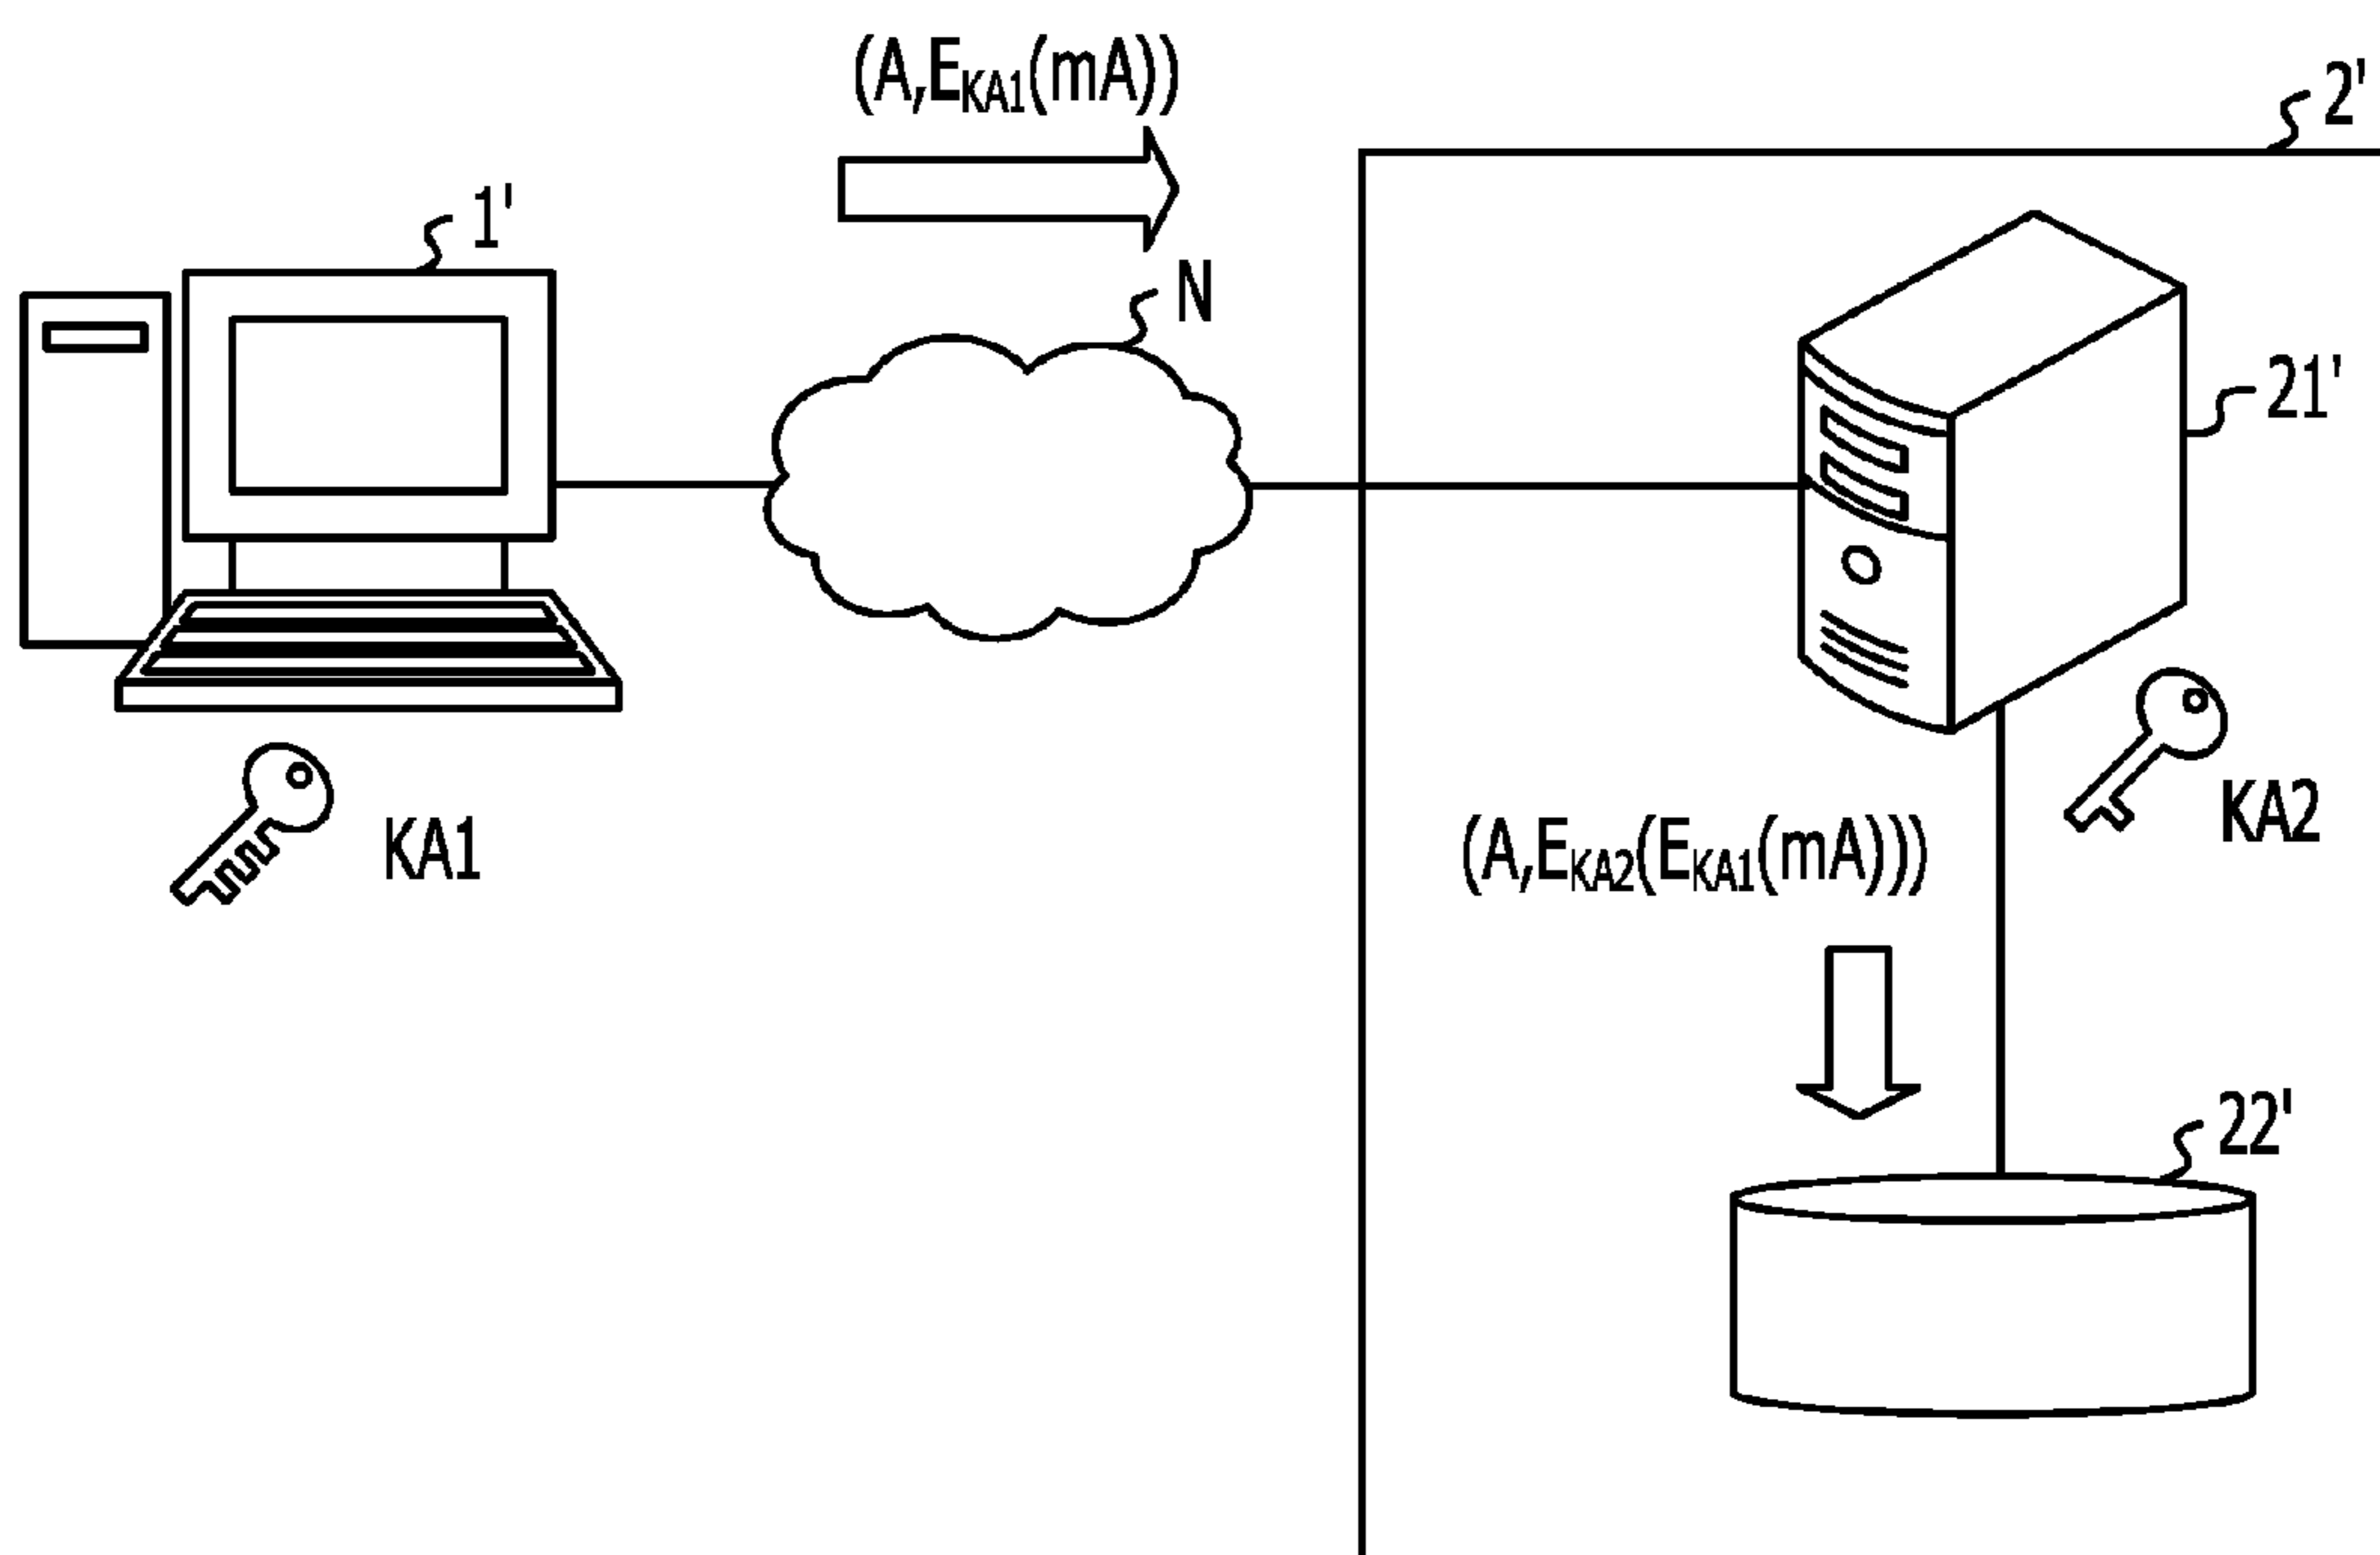 (A,EKA1(mA))
2'
1'
N
21'
KA1
KA2
(A,EKA2(EKA1(mA)))
22'